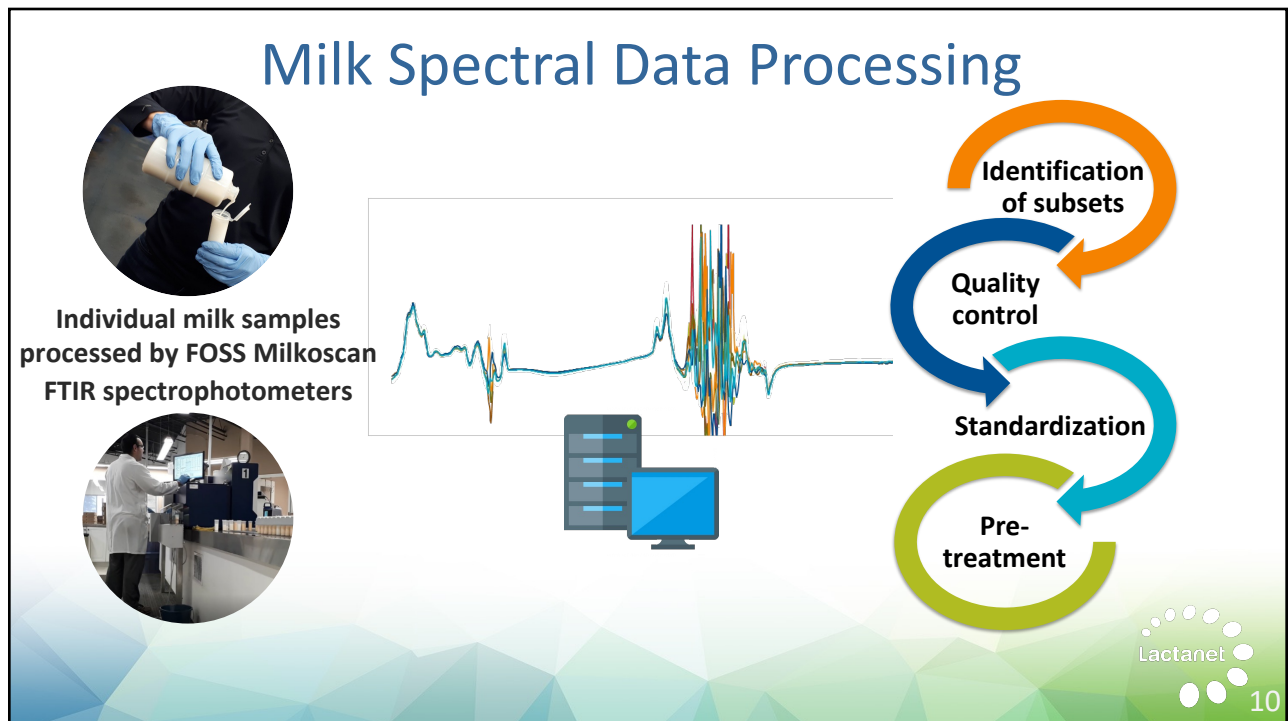 Milk Spectral Data Processing
Individual milk samples
processed by FOSS Milkoscan
FTIR spectrophotometers
1
Identification
of subsets
Quality
control
Standardization
Pre-
treatment
Lactanet
10